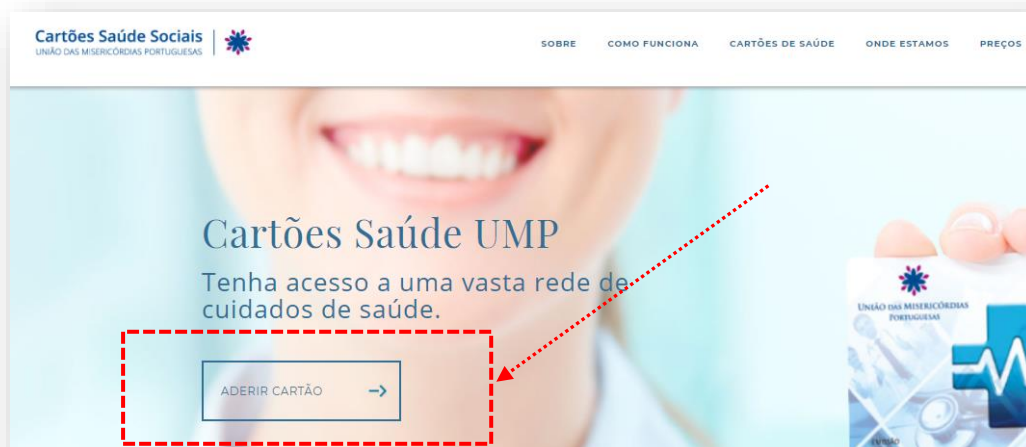 Cartões Saúde Sociais
UNIÃO DAS MISERICÓRDIAS PORTUGUESAS
SOBRE COMO FUNCIONA CARTÕES DE SAÚDE ONDE ESTAMOS PREÇOS
Cartões Saúde UMP
Tenha acesso a uma vasta rede de
cuidados de saúde.
ADERIR CARTÃO
UNIÃO DAS MISERICÓRDIAS
PORTUGUESAS